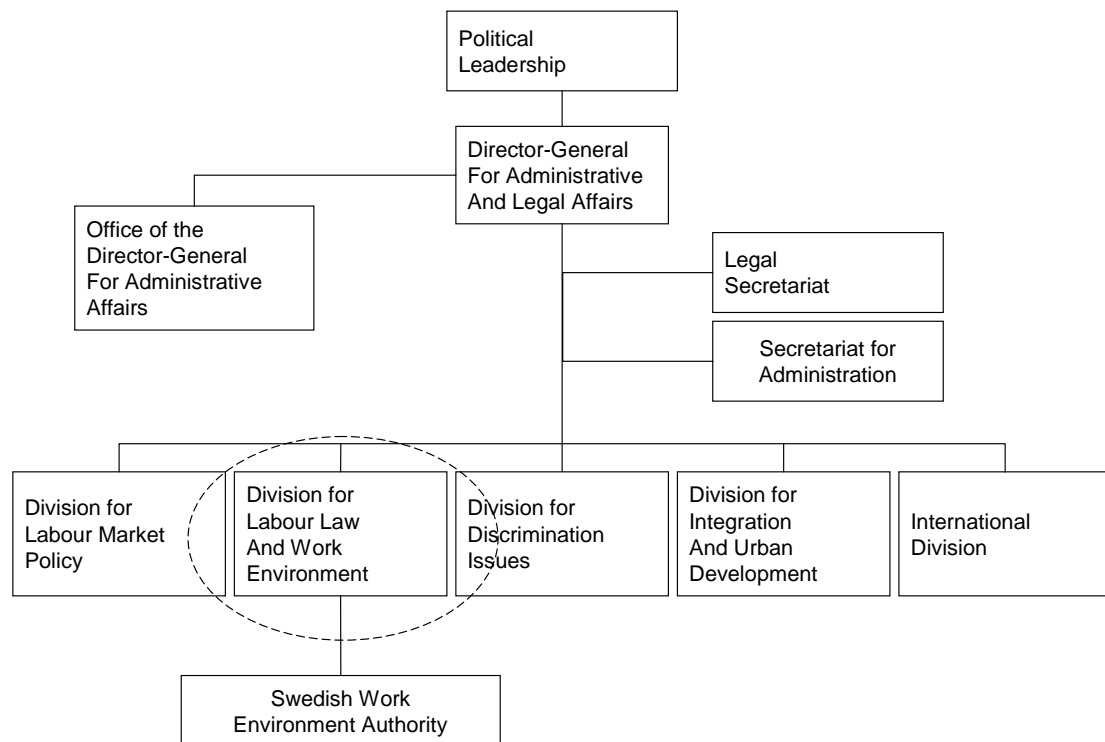 Political
Leadership
Director-General
For Administrative
And Legal Affairs
Office of the
Director-General
For Administrative
Affairs
Legal
Secretariat
Secretariat for
Administration
Division for
Labour Market
Policy
Division for
Labour Law
And Work
Environment
Division for
Discrimination
Issues
Division for
Integration
And Urban
Development
International
Division
Swedish Work
Environment Authority